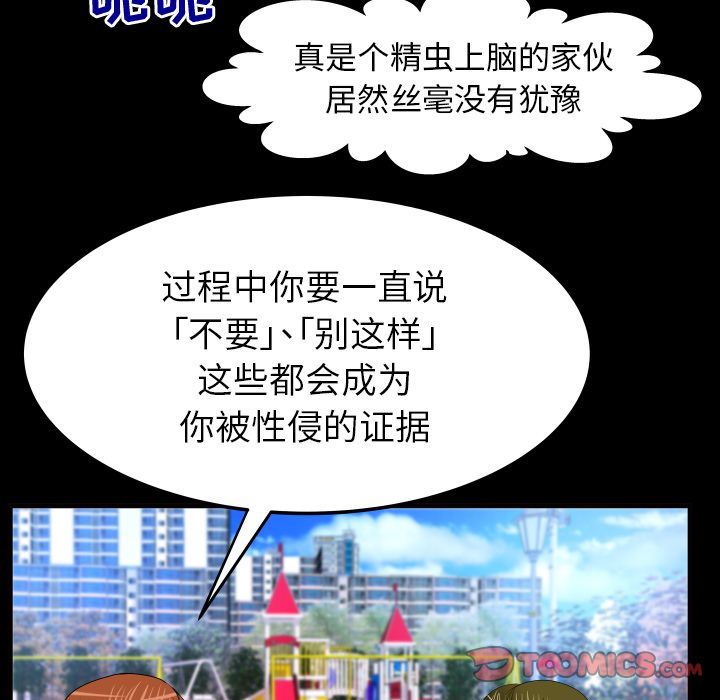 呃呃
真是个精虫上脑的家伙
居然丝毫没有犹豫
过程中你要一直说
「不要」、「别这样」
这些都会成为
你被性侵的证据
TOOMICS.COM